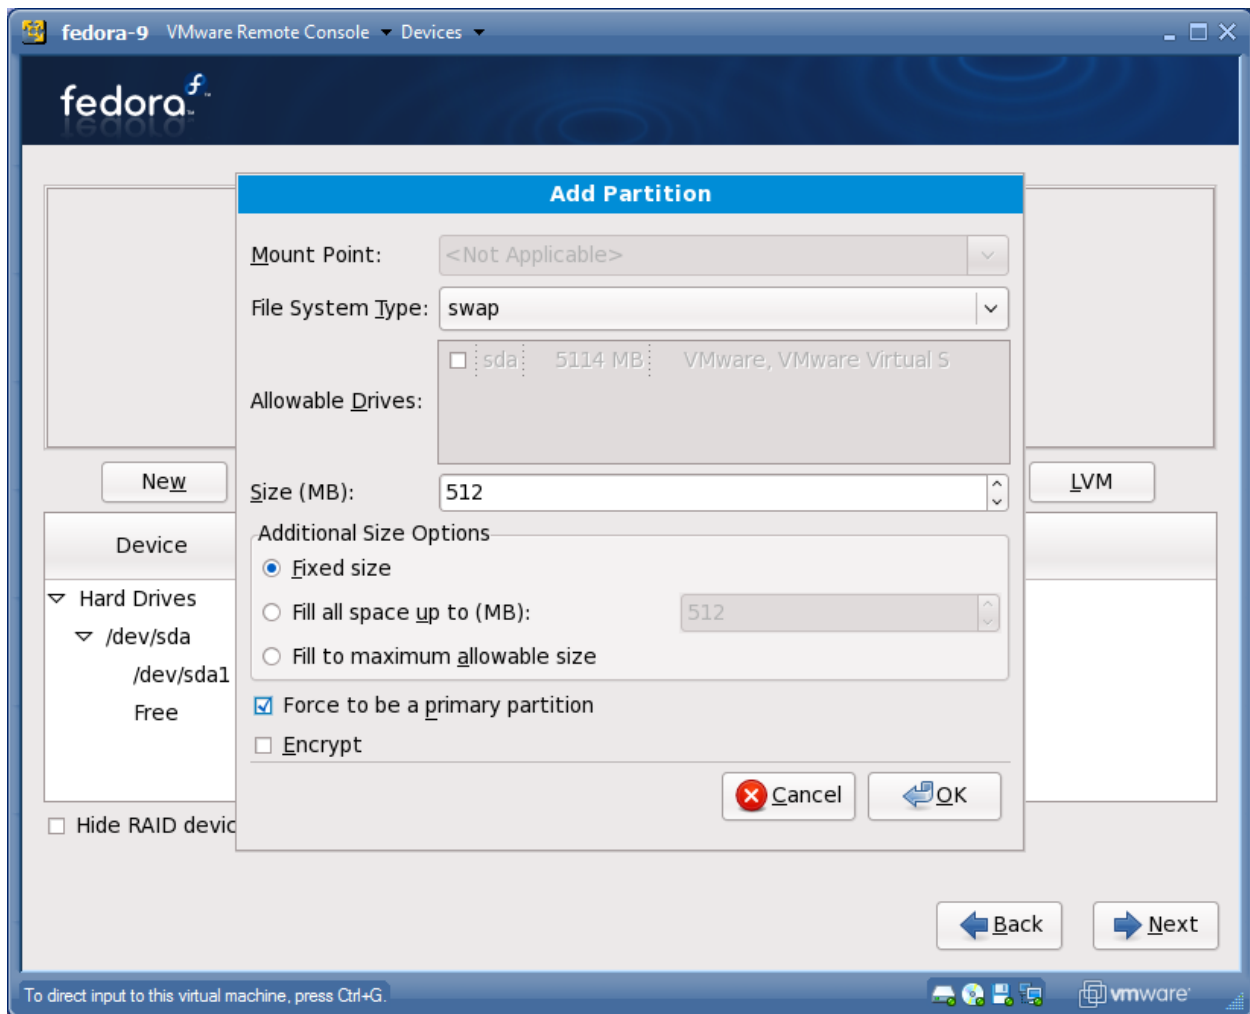 fedora-9 VMware Remote Console Devices
fedora
Add Partition
Mount Point: <Not Applicable>
File System Type: swap
sda 5114 MB VMware, VMware Virtual S
Allowable Drives:
New
LVM
Size (MB): 512
Additional Size Options
Device
Fixed size
Hard Drives
Fill all space up to (MB): 512
/dev/sda
Fill to maximum allowable size
/dev/sda1
Force to be a primary partition
Free
Encrypt
Cancel OK
Hide RAID devic
Back Next
To direct input to this virtual machine, press Ctrl+G.
vmware